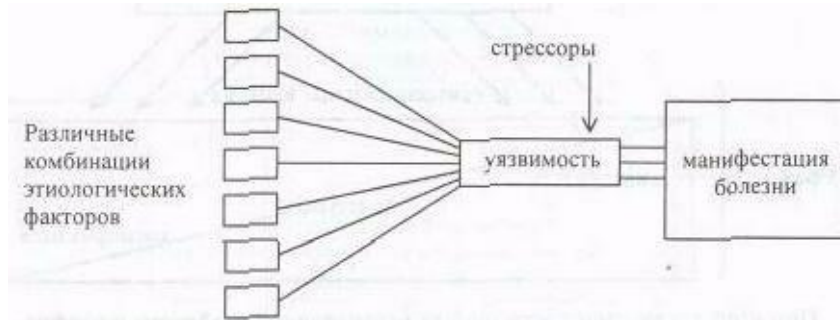 стрессоры
Различные
комбинации
этиологических
факторов
уязвимость
манифестация
болезни